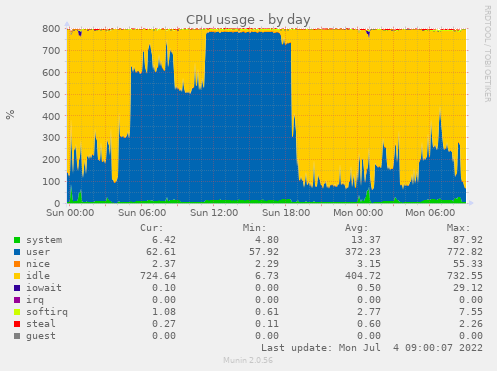 CPU usage - by day
RRDTOOL / TOBI OETIKER
%
800
700
600
500
400
300
200
100
0
Sun 00:00 Sun 06:00 Sun 12:00 Sun 18:00 Mon 00:00 Mon 06:00
Cur: Min: Avg: Max:
system 6.42 4.80 13.37 87.92
user 62.61 57.92 372.23 772.82
nice 2.37 2.29 3.15 55.33
idle 724.64 6.73 404.72 732.55
iowait 0.10 0.00 0.50 29.12
irq 0.00 0.00 0.00 0.00
softirq 1.08 0.61 2.77 7.55
steal 0.27 0.11 0.60 2.26
guest 0.00 0.00 0.00 0.00
Last update: Mon Jul 4 09:00:07 2022
Munin 2.0.56